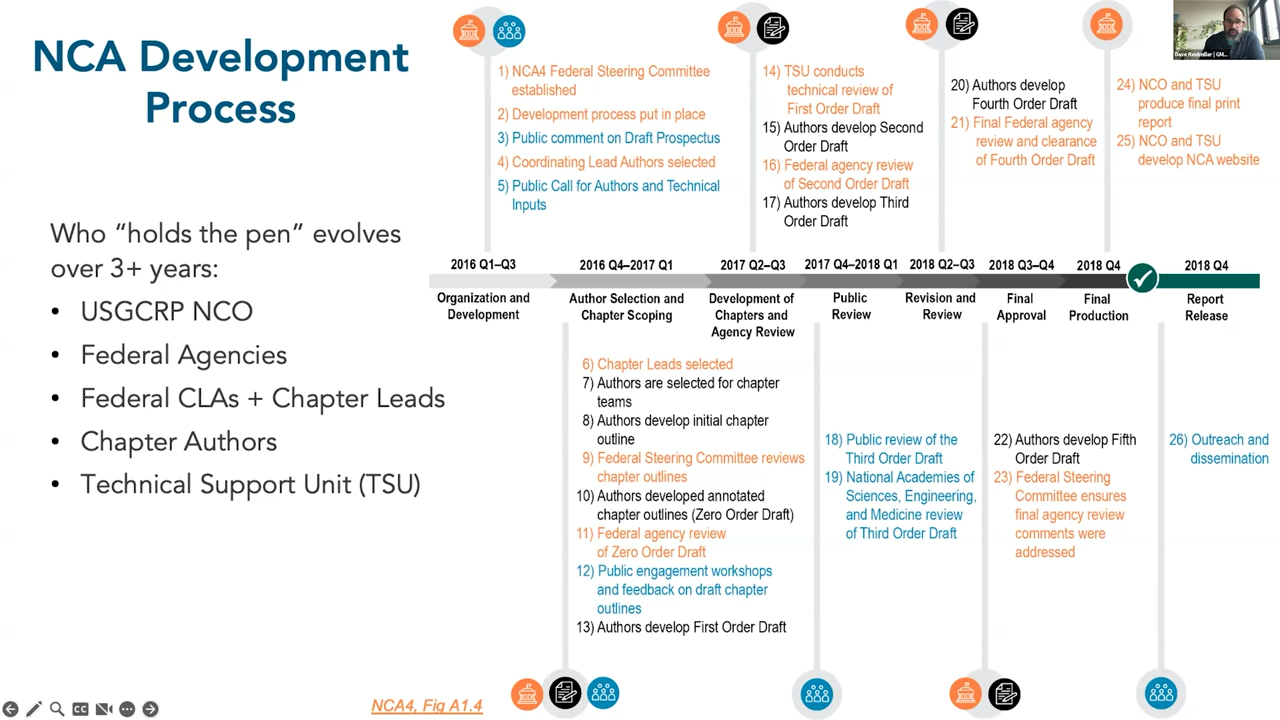 NCA Development
Process
Who “holds the pen” evolves
over 3+ years:
• USGCRP NCO
• Federal Agencies
• Federal CLAs + Chapter Leads
• Chapter Authors
• Technical Support Unit (TSU)
1) NCA4 Federal Steering Committee
established
2) Development process put in place
3) Public comment on Draft Prospectus
4) Coordinating Lead Authors selected
5) Public Call for Authors and Technical
Inputs
14) TSU conducts
technical review of
First Order Draft
15) Authors develop Second
Order Draft
16) Federal agency review
of Second Order Draft
17) Authors develop Third
Order Draft
20) Authors develop
Fourth Order Draft
21) Final Federal agency
review and clearance
of Fourth Order Draft
24) NCO and TSU
produce final print
report
25) NCO and TSU
develop NCA website
Dave Reidmiller | GM...
2016 Q1–Q3
2016 Q4–2017 Q1
2017 Q2–Q3
2017 Q4–2018 Q1
2018 Q2–Q3
2018 Q3–Q4
2018 Q4
2018 Q4
Organization and
Development
Author Selection and
Chapter Scoping
Development of
Chapters and
Agency Review
Public
Review
Revision and
Review
Final
Approval
Final
Production
Report
Release
6) Chapter Leads selected
7) Authors are selected for chapter
teams
8) Authors develop initial chapter
outline
9) Federal Steering Committee reviews
chapter outlines
10) Authors developed annotated
chapter outlines (Zero Order Draft)
11) Federal agency review
of Zero Order Draft
12) Public engagement workshops
and feedback on draft chapter
outlines
13) Authors develop First Order Draft
18) Public review of the
Third Order Draft
19) National Academies of
Sciences, Engineering,
and Medicine review
of Third Order Draft
22) Authors develop Fifth
Order Draft
23) Federal Steering
Committee ensures
final agency review
comments were
addressed
26) Outreach and
dissemination
NCA4, Fig A1.4
CC